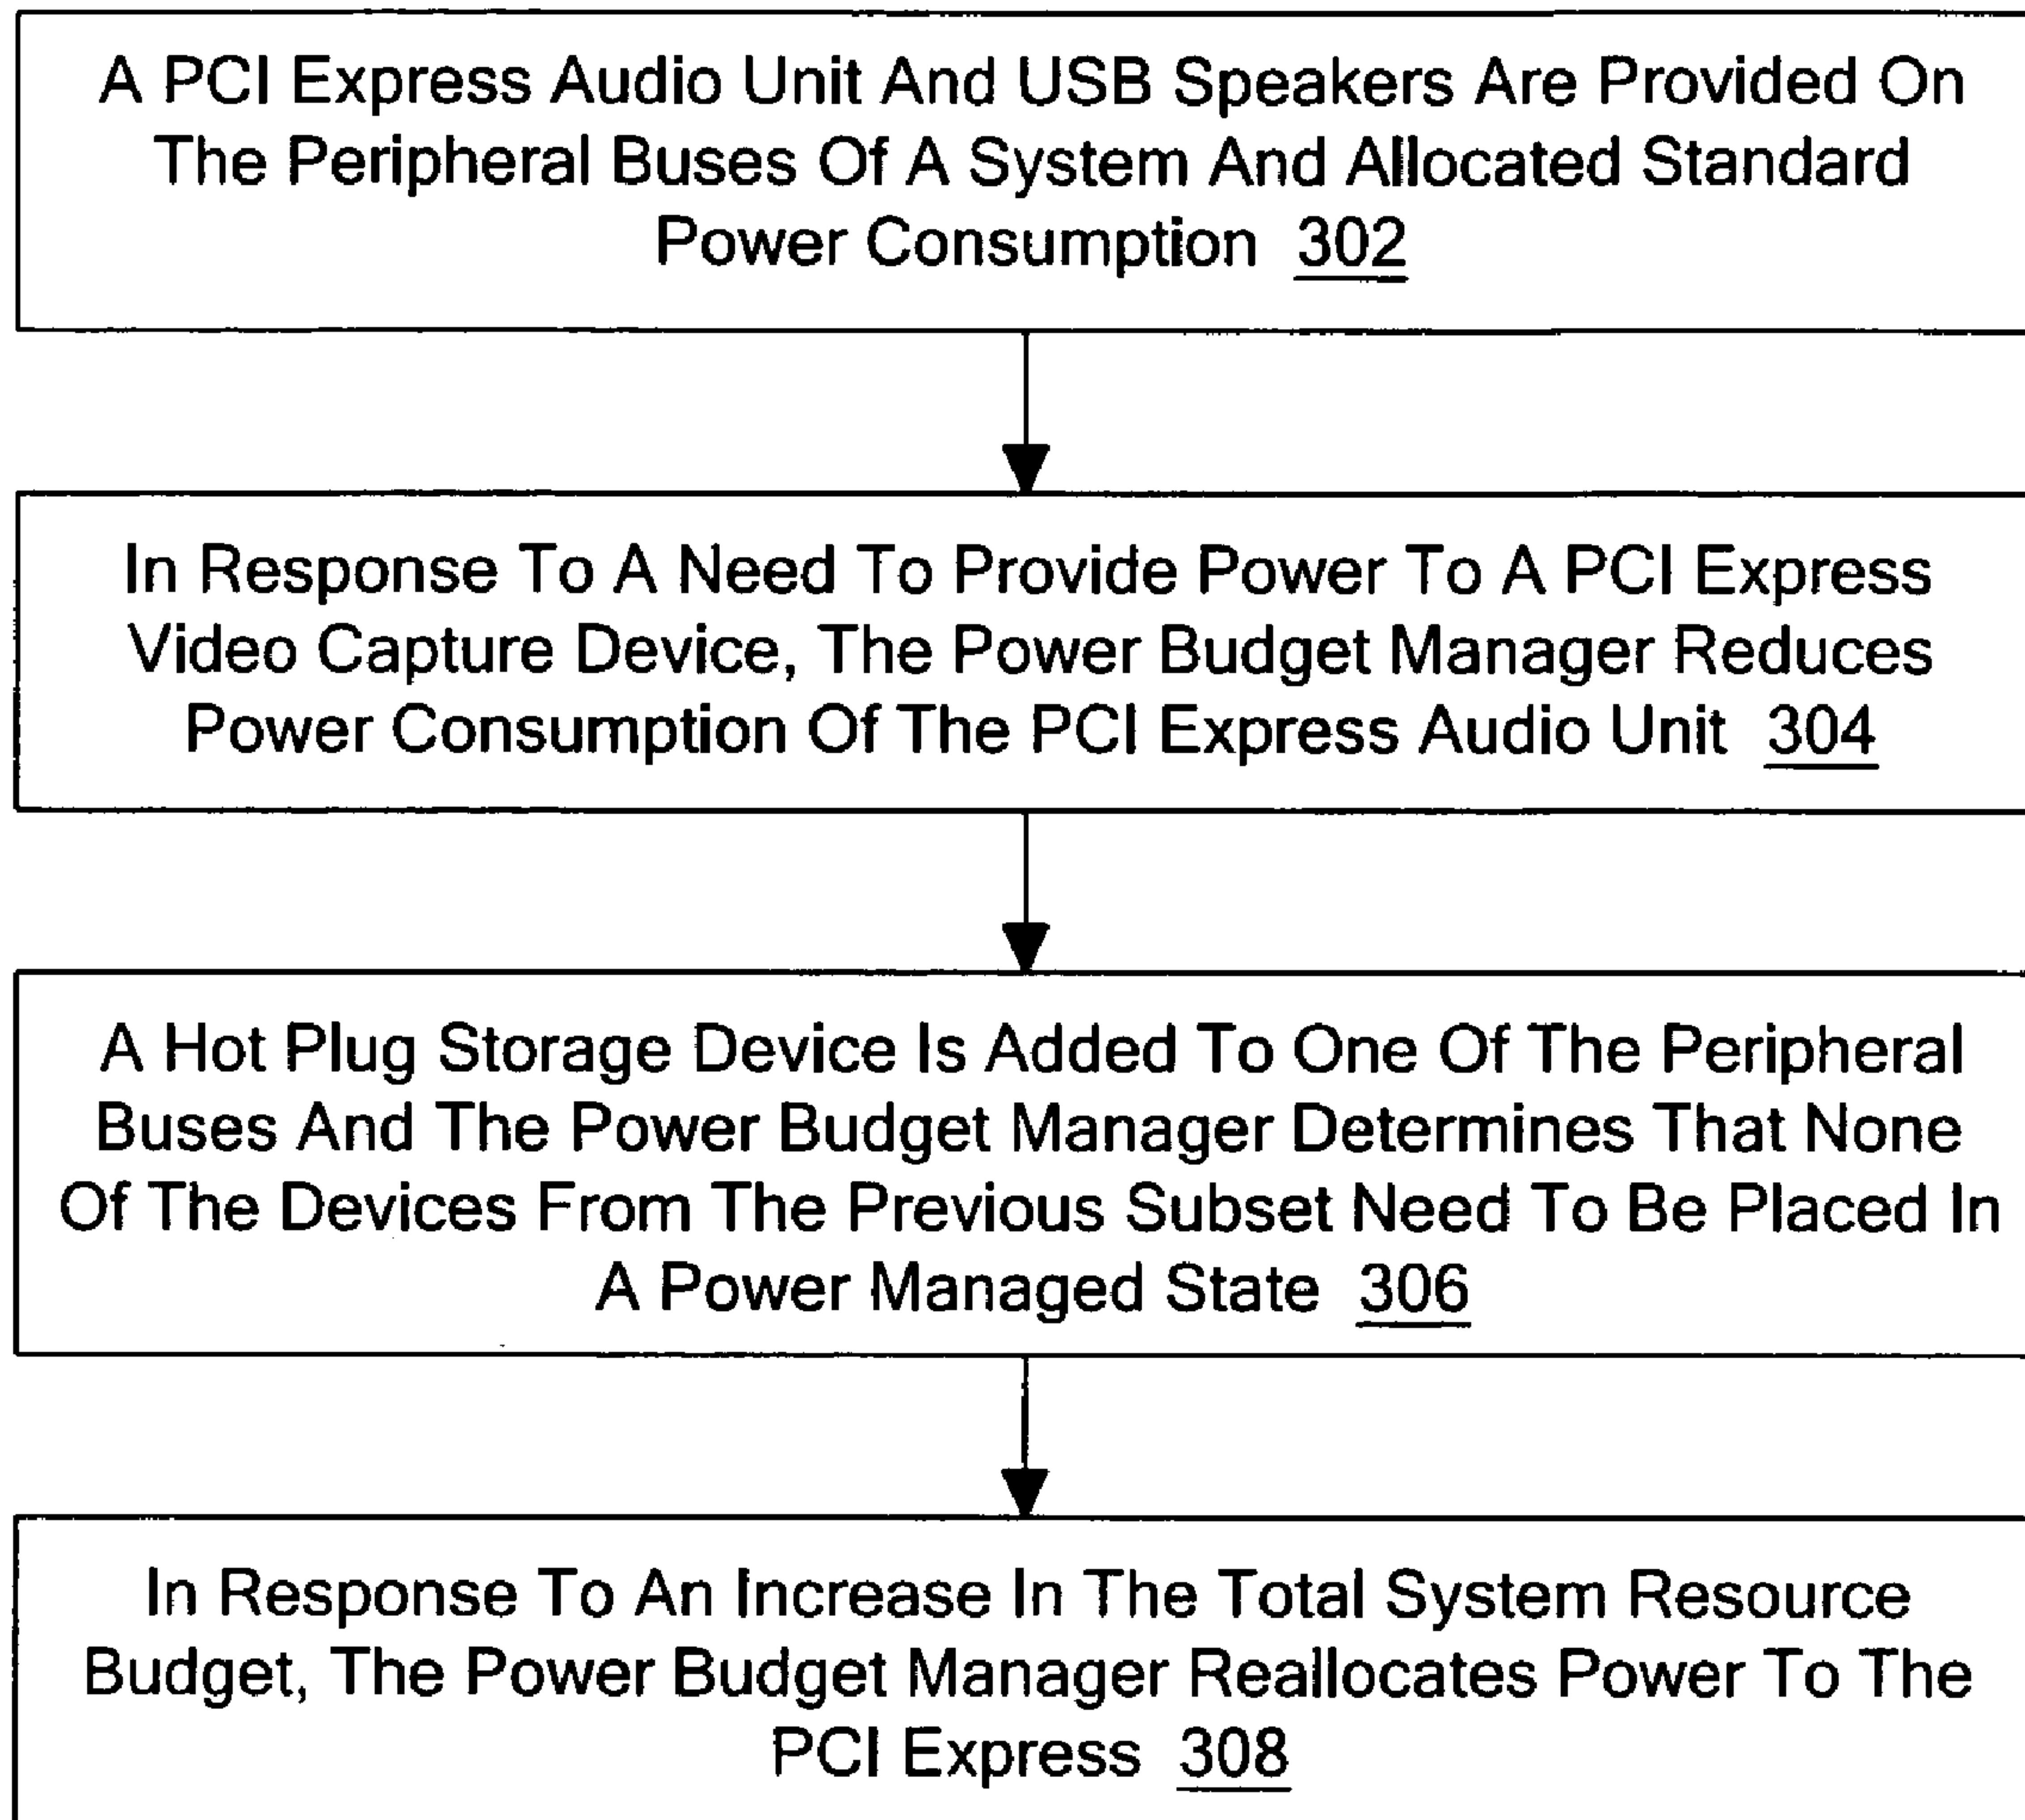 A PCI Express Audio Unit And USB Speakers Are Provided On
The Peripheral Buses Of A System And Allocated Standard
Power Consumption 302
In Response To A Need To Provide Power To A PCI Express
Video Capture Device, The Power Budget Manager Reduces
Power Consumption Of The PCI Express Audio Unit 304
A Hot Plug Storage Device Is Added To One Of The Peripheral
Buses And The Power Budget Manager Determines That None
Of The Devices From The Previous Subset Need To Be Placed In
A Power Managed State 306
In Response To An Increase In The Total System Resource
Budget, The Power Budget Manager Reallocates Power To The
PCI Express 308